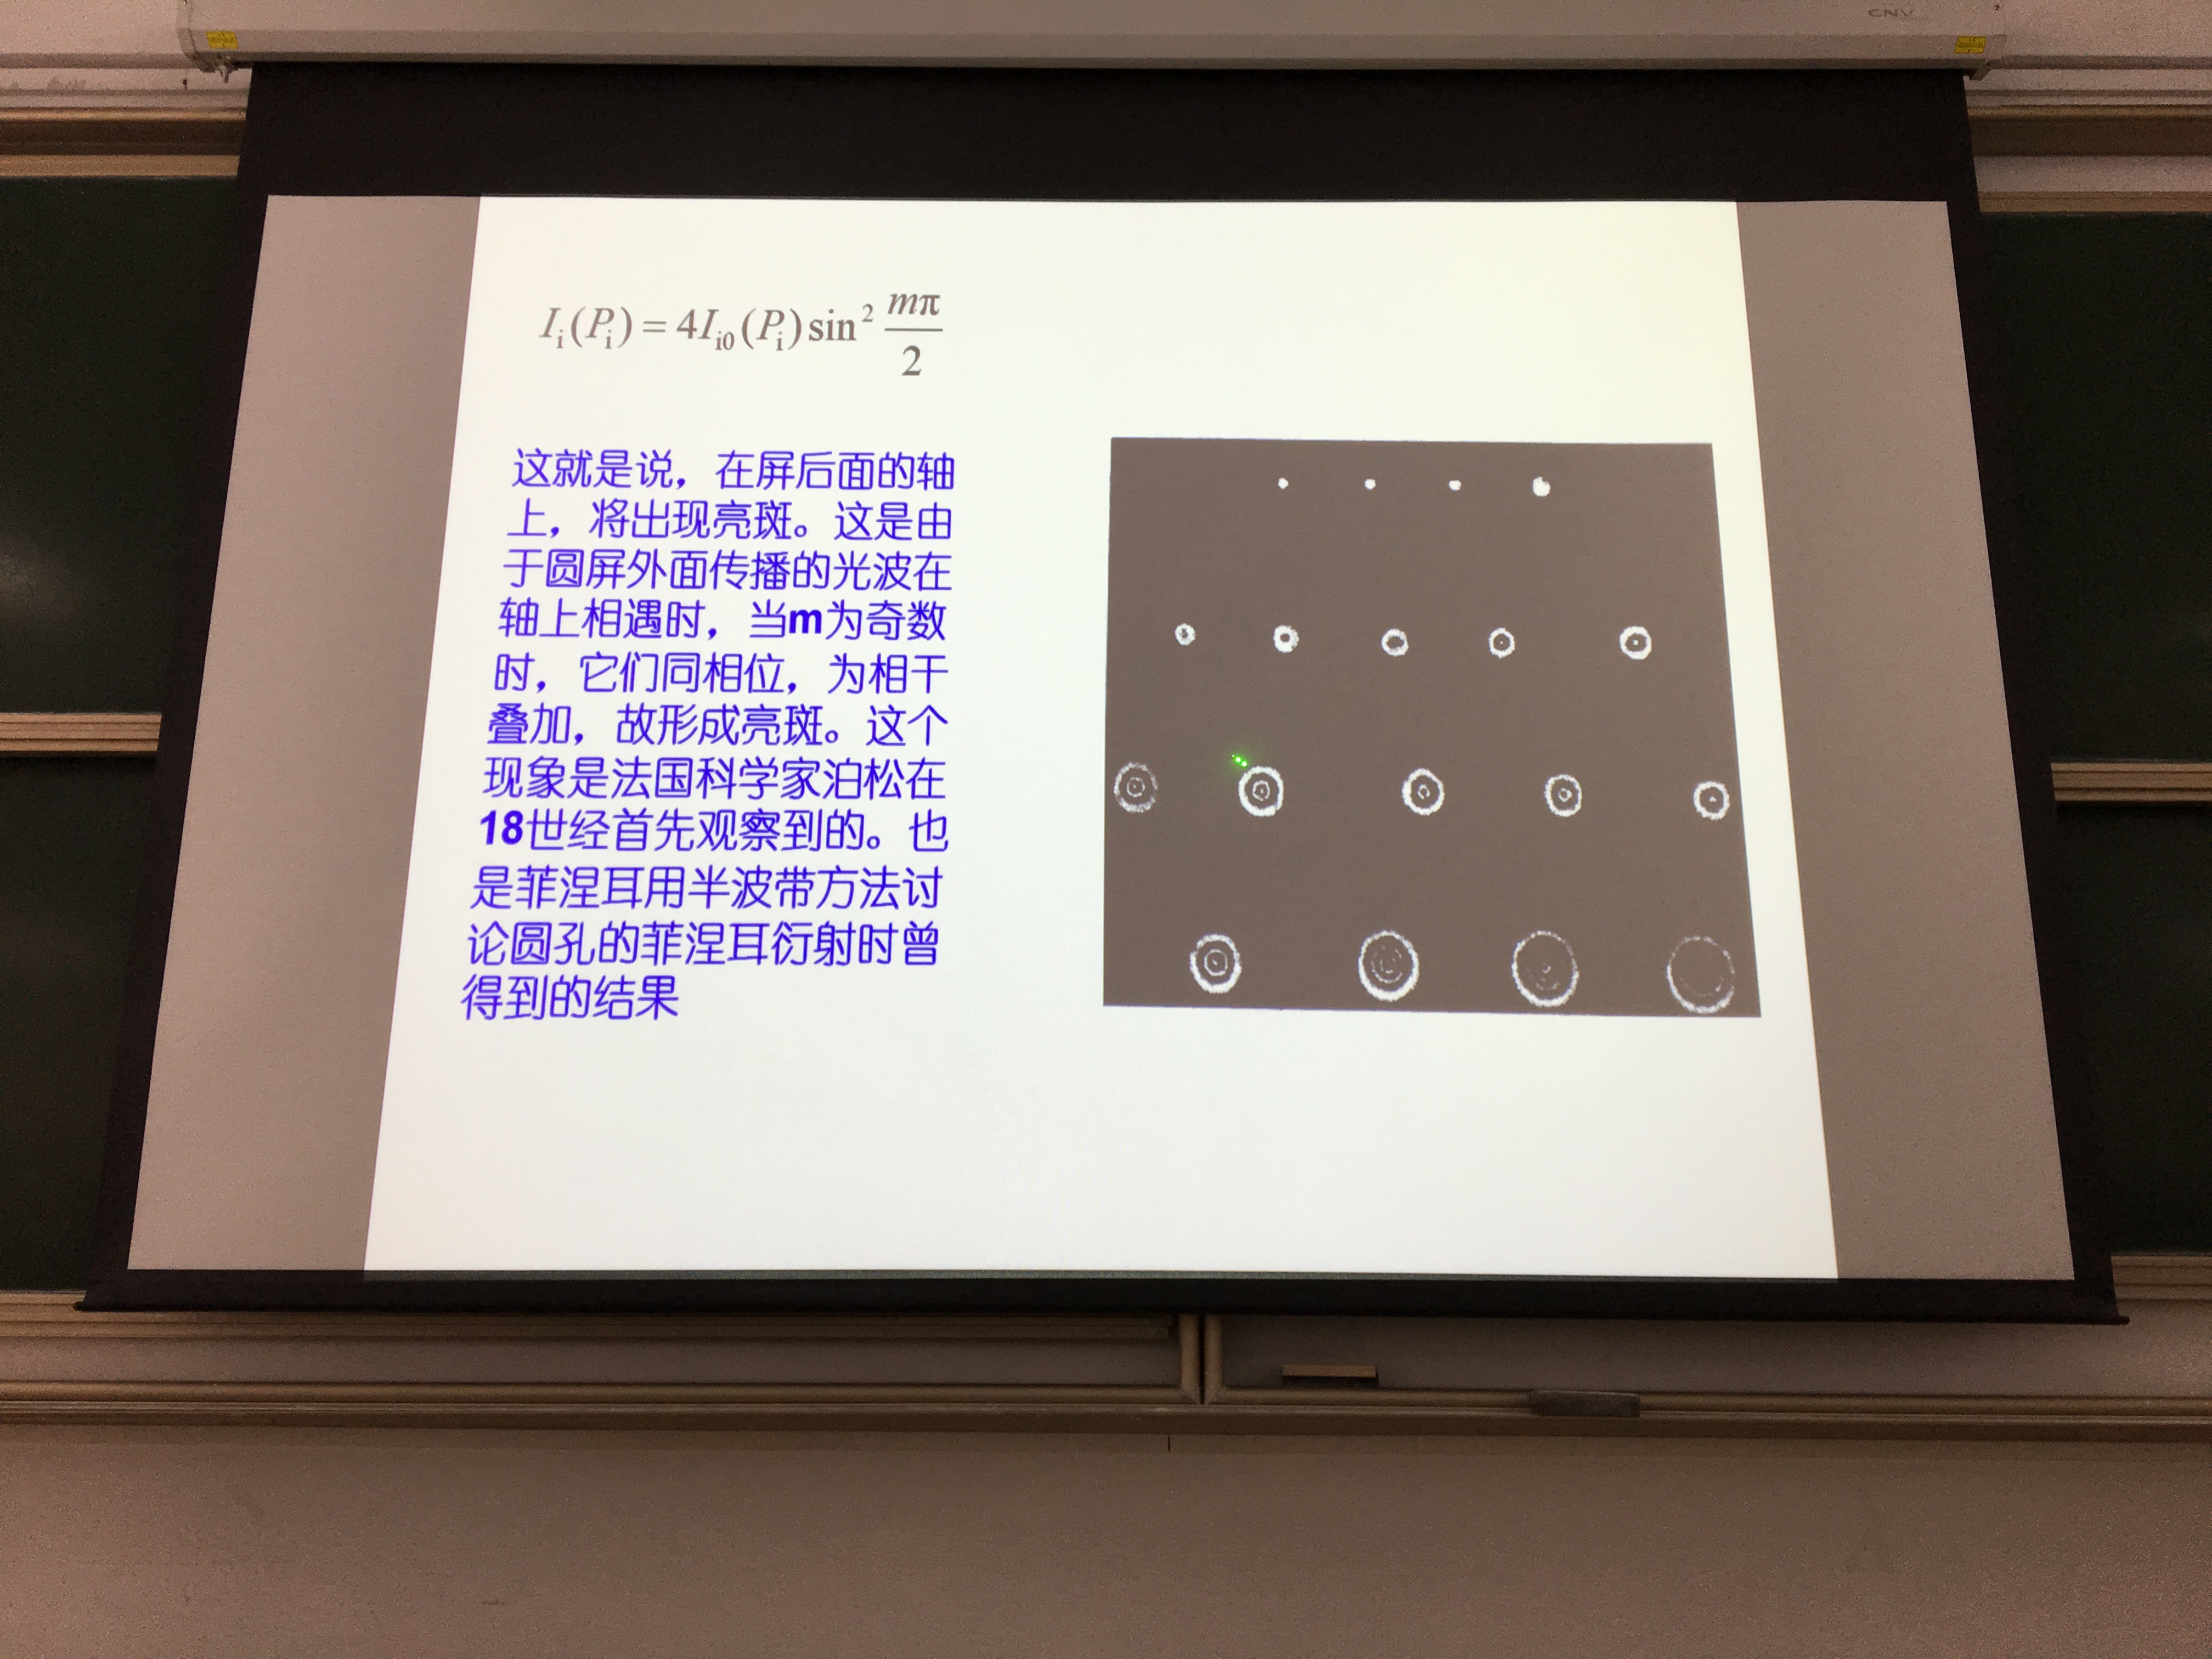 CNV
I_i(P_i) = 4I_{i0}(P_i) sin² \frac{mπ}{2}
这就是说，在屏后面的轴
上，将出现亮斑。这是由
于圆屏外面传播的光波在
轴上相遇时，当m为奇数
时，它们同相位，为相干
叠加，故形成亮斑。这个
现象是法国科学家泊松在
18世经首先观察到的。也
是菲涅耳用半波带方法讨
论圆孔的菲涅耳衍射时曾
得到的结果